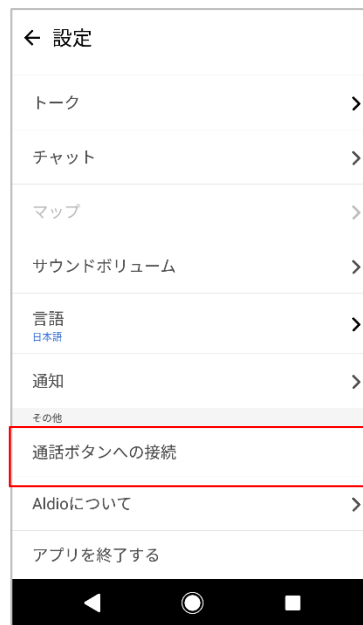 設定
トーク
チャット
マップ
サウンドボリューム
言語
日本語
通知
その他
通話ボタンへの接続
Aldioについて
アプリを終了する